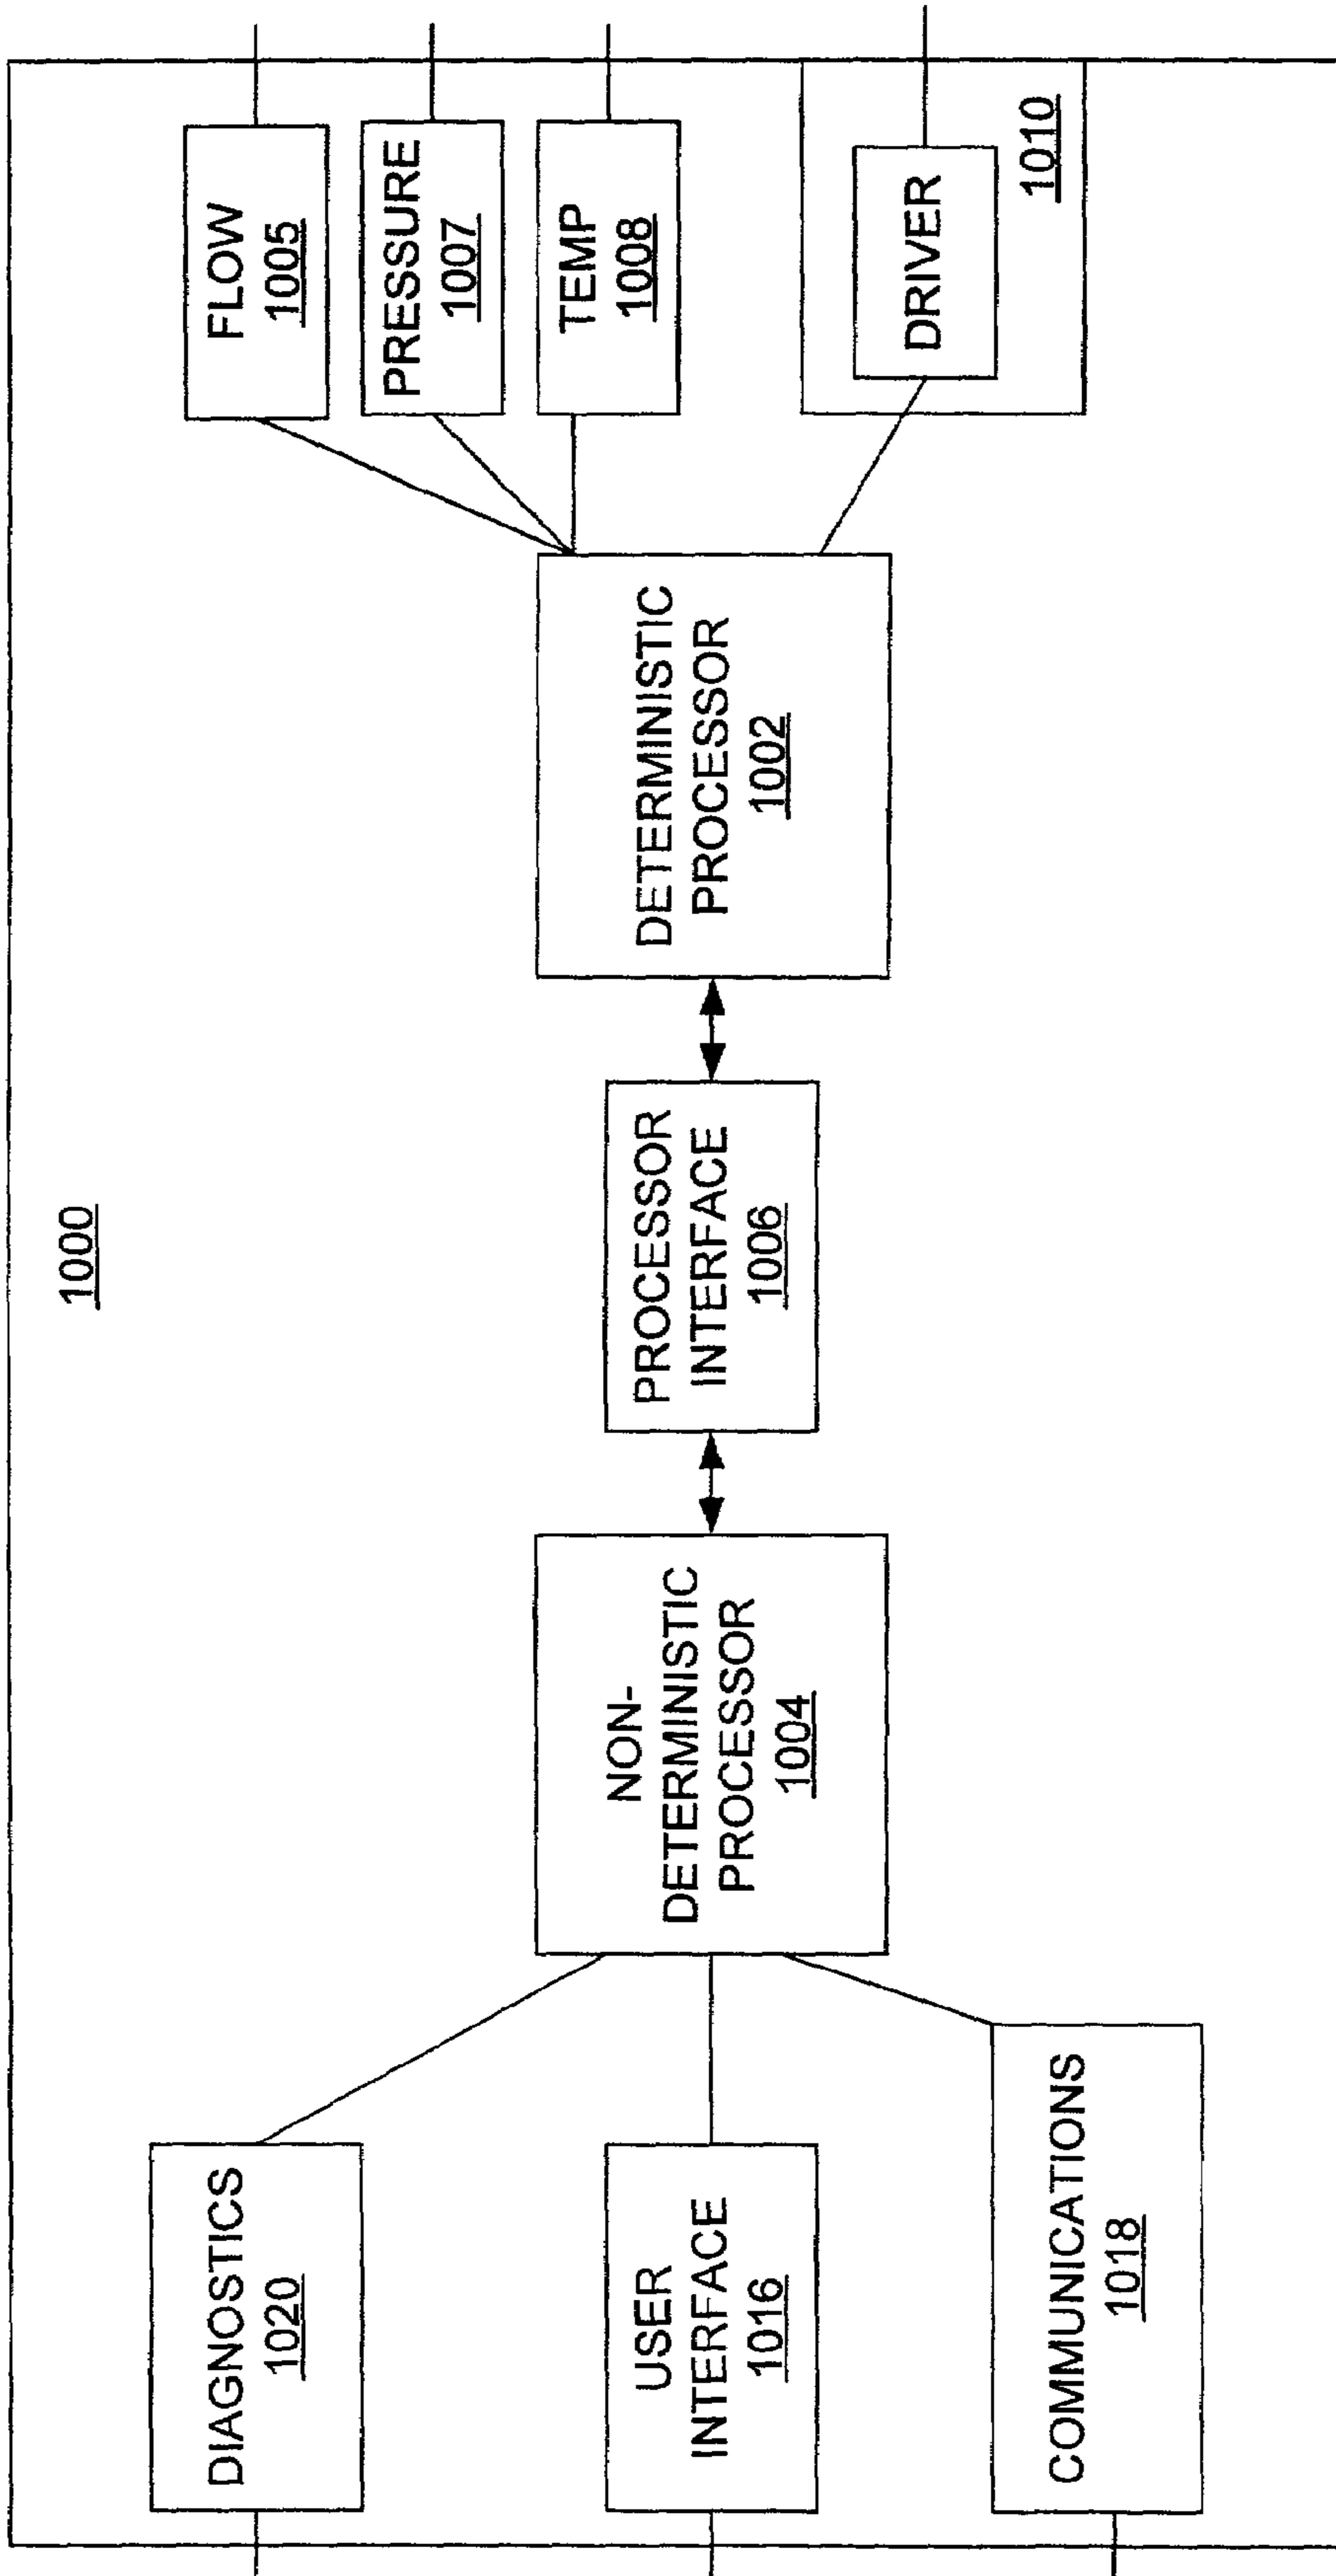 1000
DIAGNOSTICS
1020
USER
INTERFACE
1016
COMMUNICATIONS
1018
NON-
DETERMINISTIC
PROCESSOR
1004
PROCESSOR
INTERFACE
1006
DETERMINISTIC
PROCESSOR
1002
FLOW
1005
PRESSURE
1007
TEMP
1008
DRIVER
1010